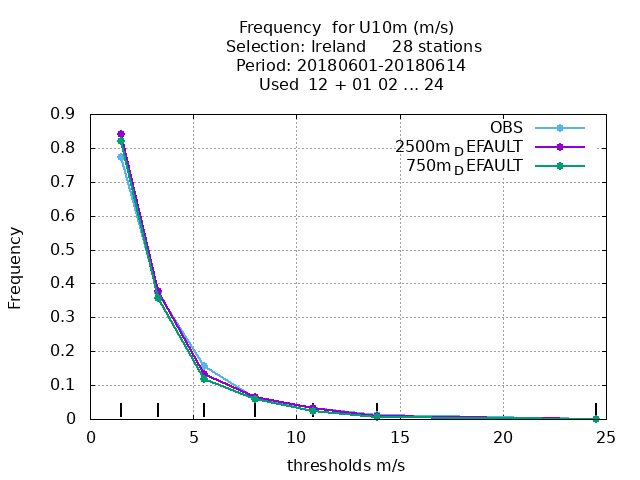 Frequency for U10m (m/s)
Selection: Ireland 28 stations
Period: 20180601-20180614
Used 12 + 01 02 ... 24
OBS
2500m_DEFAULT
750m_DEFAULT
0.9
0.8
0.7
0.6
0.5
0.4
0.3
0.2
0.1
0
Frequency
0 5 10 15 20 25
thresholds m/s